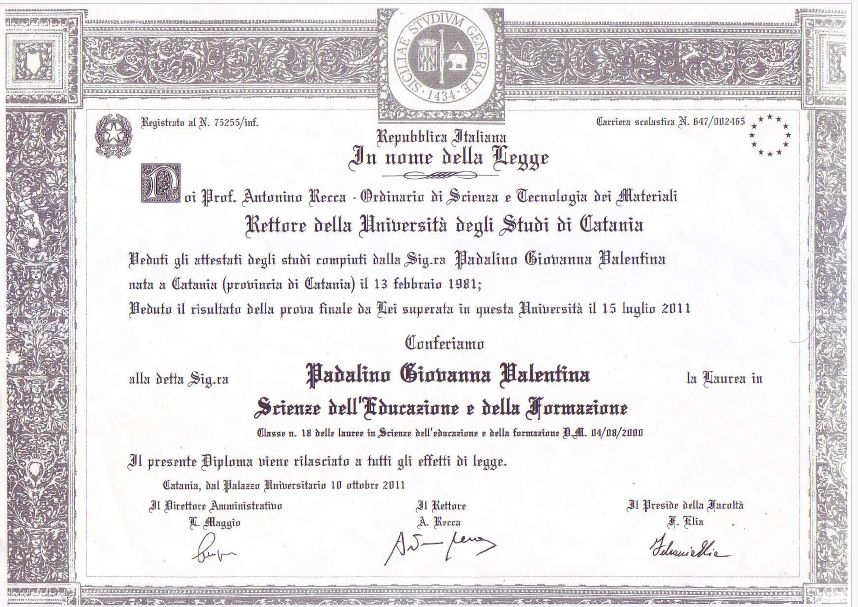 SICILIAE STVDIVM GENERALE · 1434 ·
Registrato al N. 75255/inf.
Carriera scolastica N. 647/002465
Repubblica Italiana
In nome della Legge
Noi Prof. Antonino Recca - Ordinario di Scienza e Tecnologia dei Materiali
Rettore della Università degli Studi di Catania
Veduti gli attestati degli studi compiuti dalla Sig.ra Padalino Giovanna Valentina
nata a Catania (provincia di Catania) il 13 febbraio 1981;
Veduto il risultato della prova finale da Lei superata in questa Università il 15 luglio 2011
Conferiamo
alla detta Sig.ra Padalino Giovanna Valentina la Laurea in
Scienze dell'Educazione e della Formazione
Classe n. 18 delle lauree in Scienze dell'educazione e della formazione D.M. 04/08/2000
Il presente Diploma viene rilasciato a tutti gli effetti di legge.
Catania, dal Palazzo Universitario 10 ottobre 2011
Il Direttore Amministrativo
L. Maggio
Il Rettore
A. Recca
Il Preside della Facoltà
F. Elia